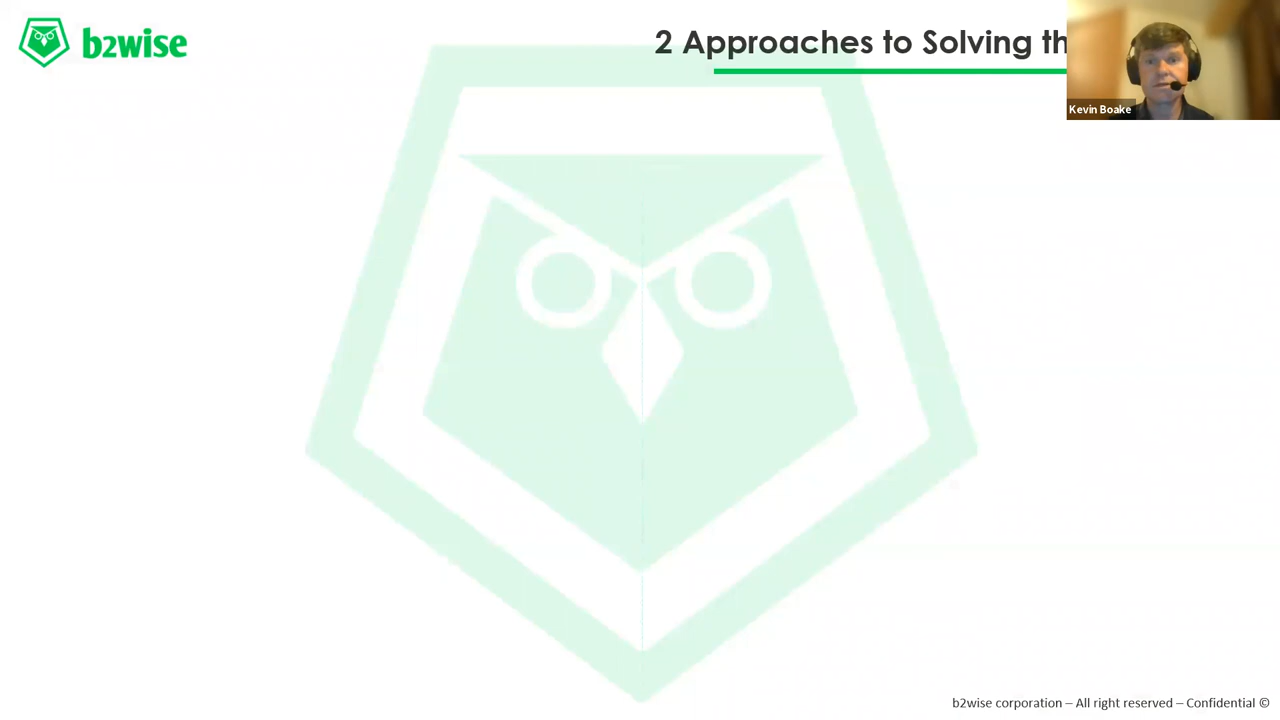 b2wise
2 Approaches to Solving th
Kevin Boake
b2wise corporation – All right reserved – Confidential ©